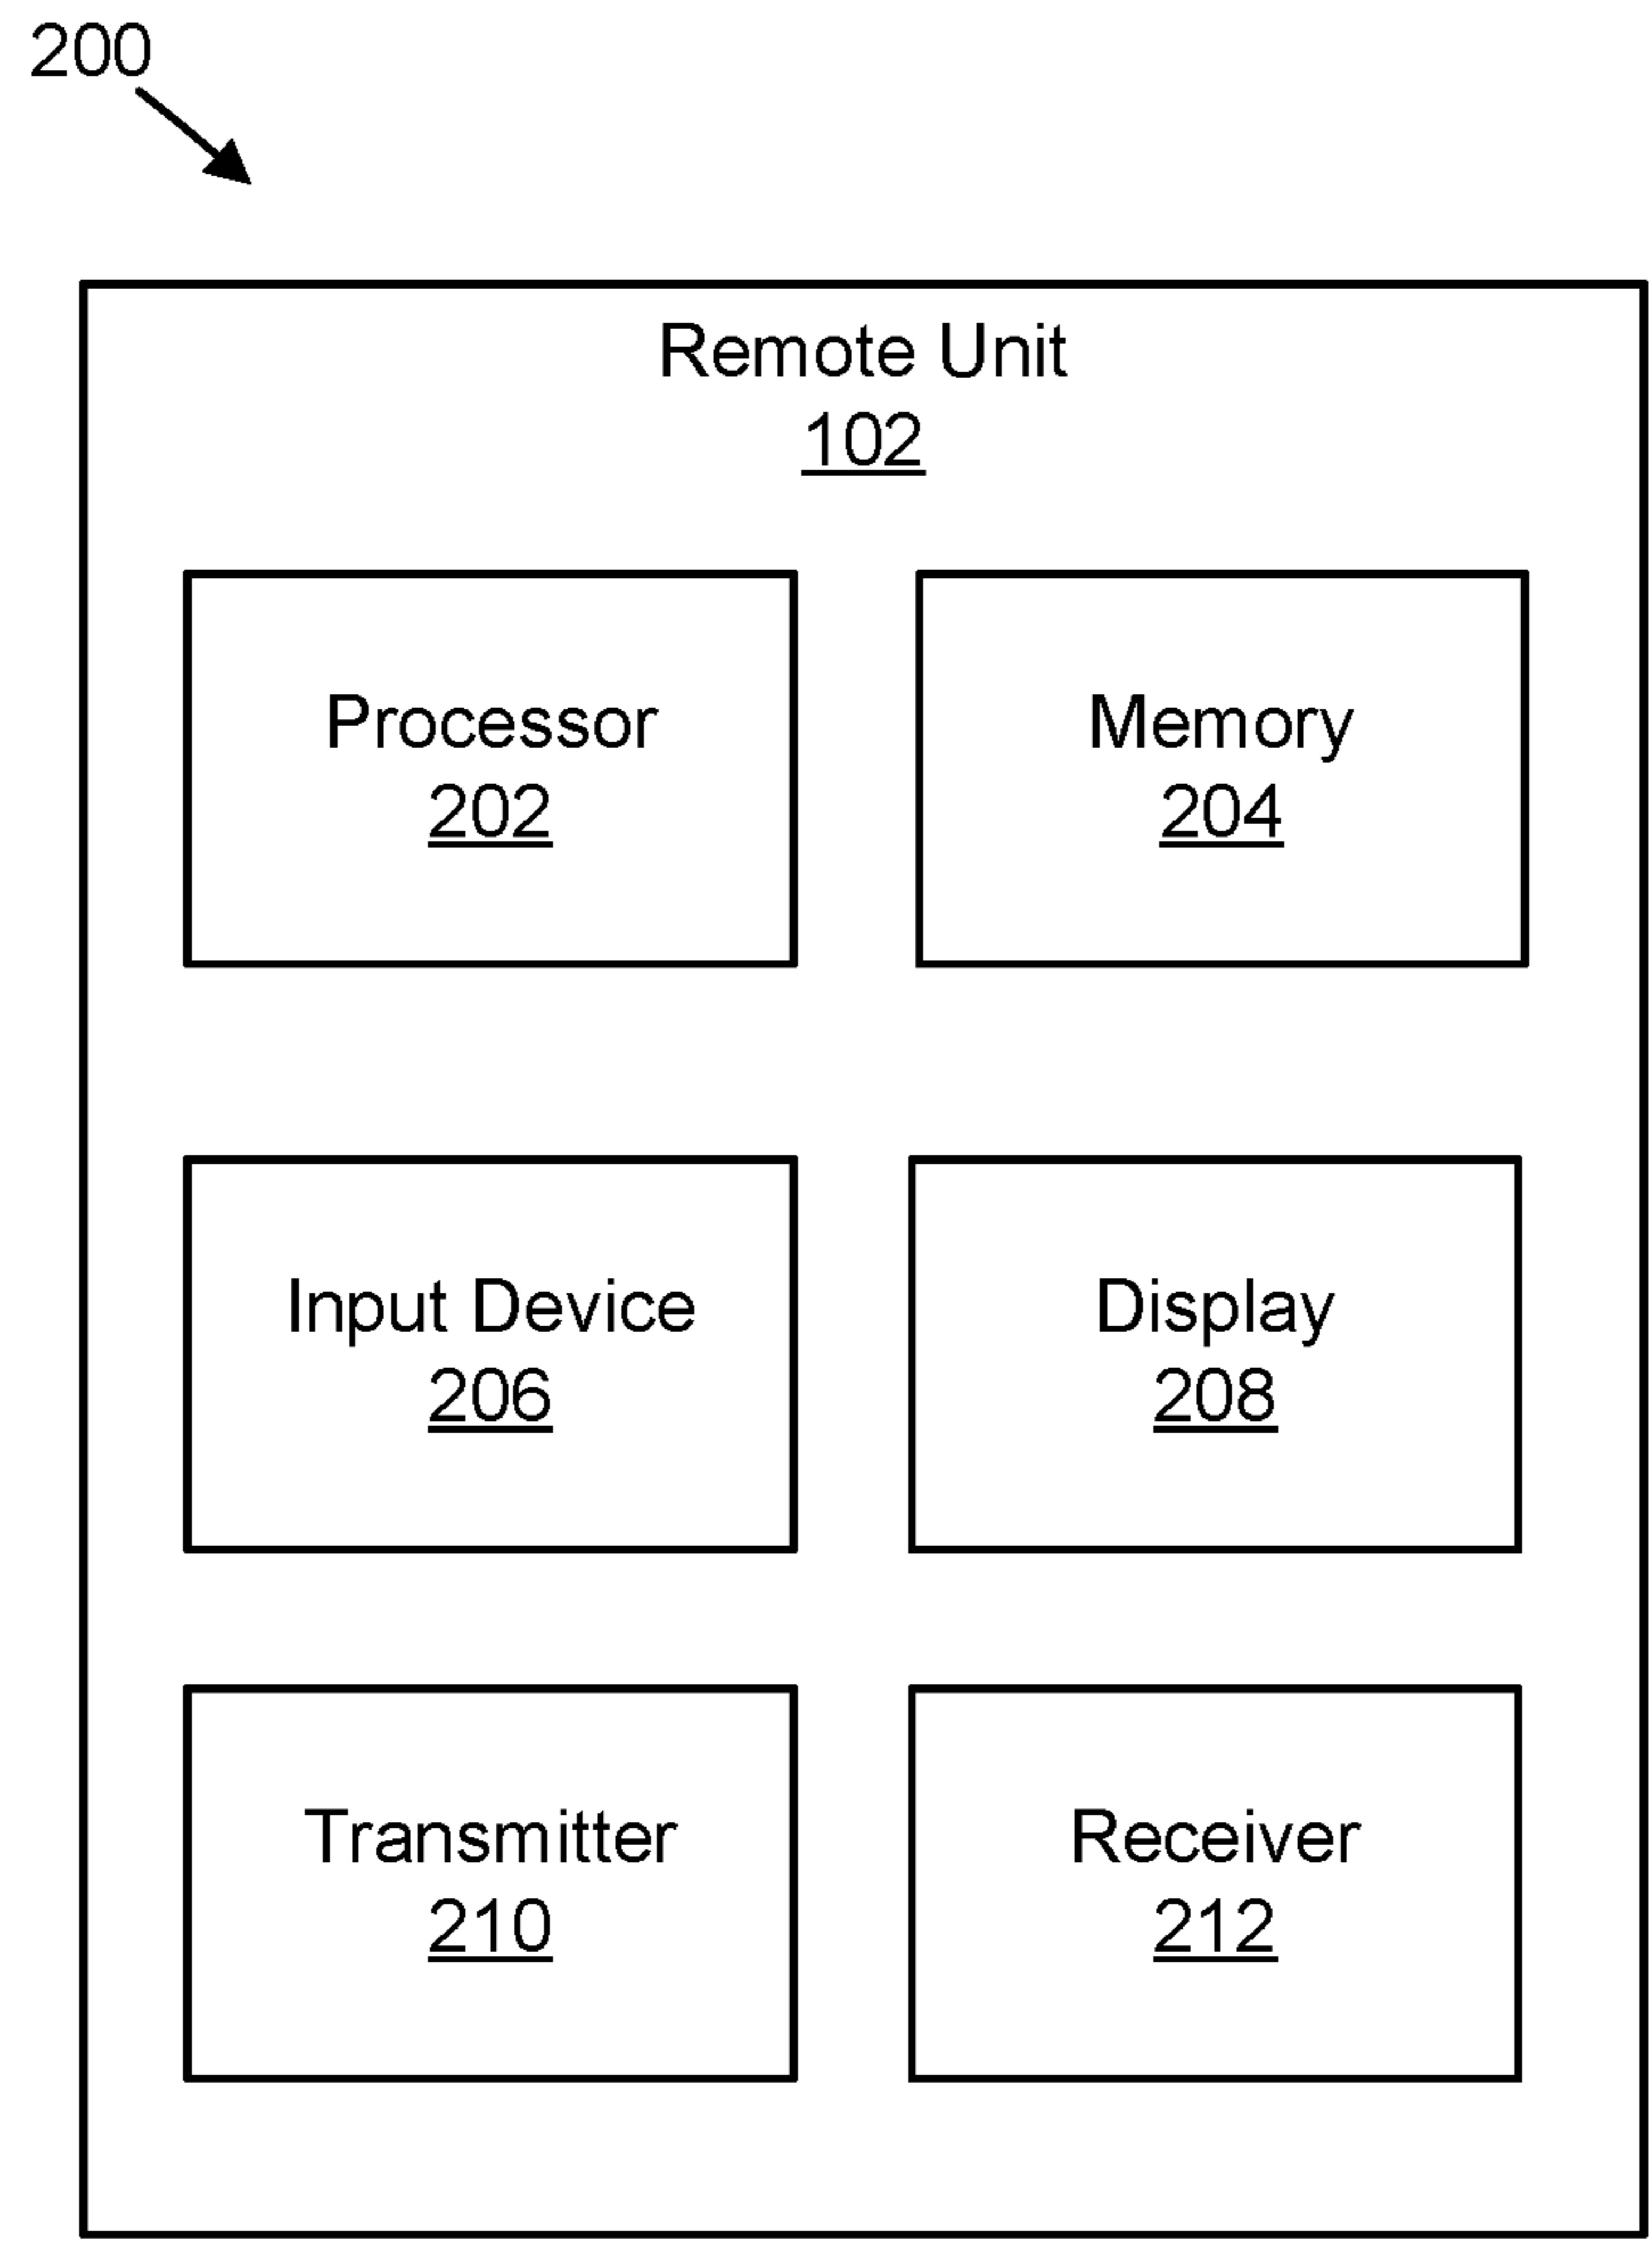 200
Remote Unit
102
Processor
202
Memory
204
Input Device
206
Display
208
Transmitter
210
Receiver
212